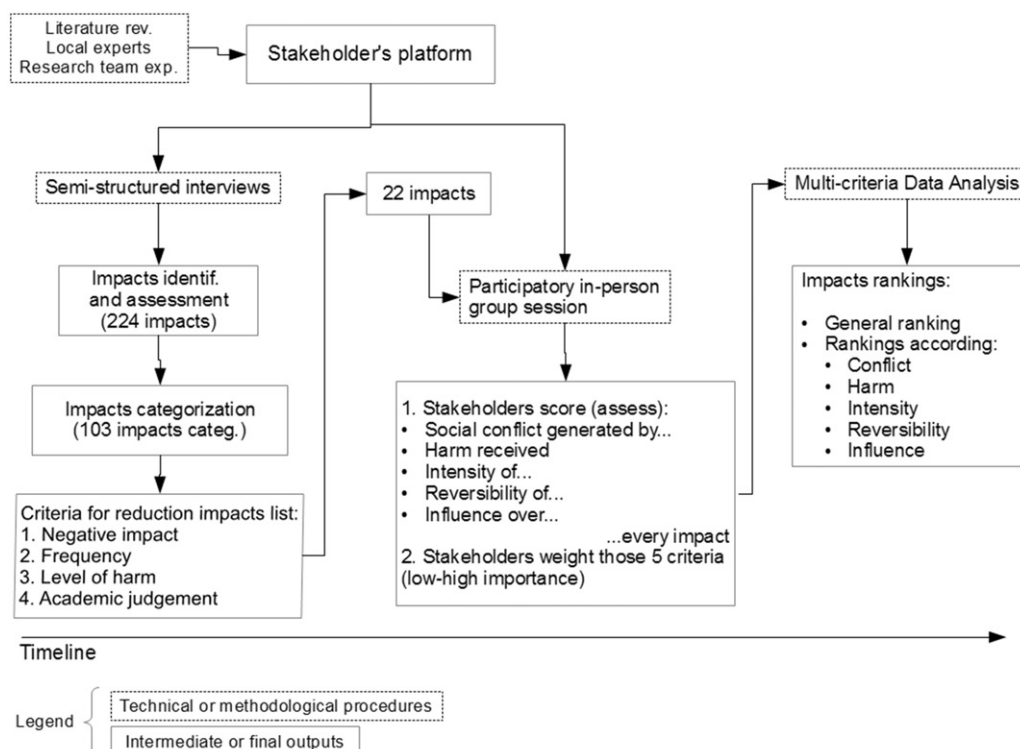 Literature rev.
Local experts
Research team exp.
Stakeholder's platform
Semi-structured interviews
22 impacts
Multi-criteria Data Analysis
Impacts identif.
and assessment
(224 impacts)
Participatory in-person
group session
Impacts rankings:
• General ranking
• Rankings according:
• Conflict
• Harm
• Intensity
• Reversibility
• Influence
Impacts categorization
(103 impacts categ.)
1. Stakeholders score (assess):
• Social conflict generated by...
• Harm received
• Intensity of...
• Reversibility of...
• Influence over...
...every impact
2. Stakeholders weight those 5 criteria
(low-high importance)
Criteria for reduction impacts list:
1. Negative impact
2. Frequency
3. Level of harm
4. Academic judgement
Timeline
Legend
Technical or methodological procedures
Intermediate or final outputs